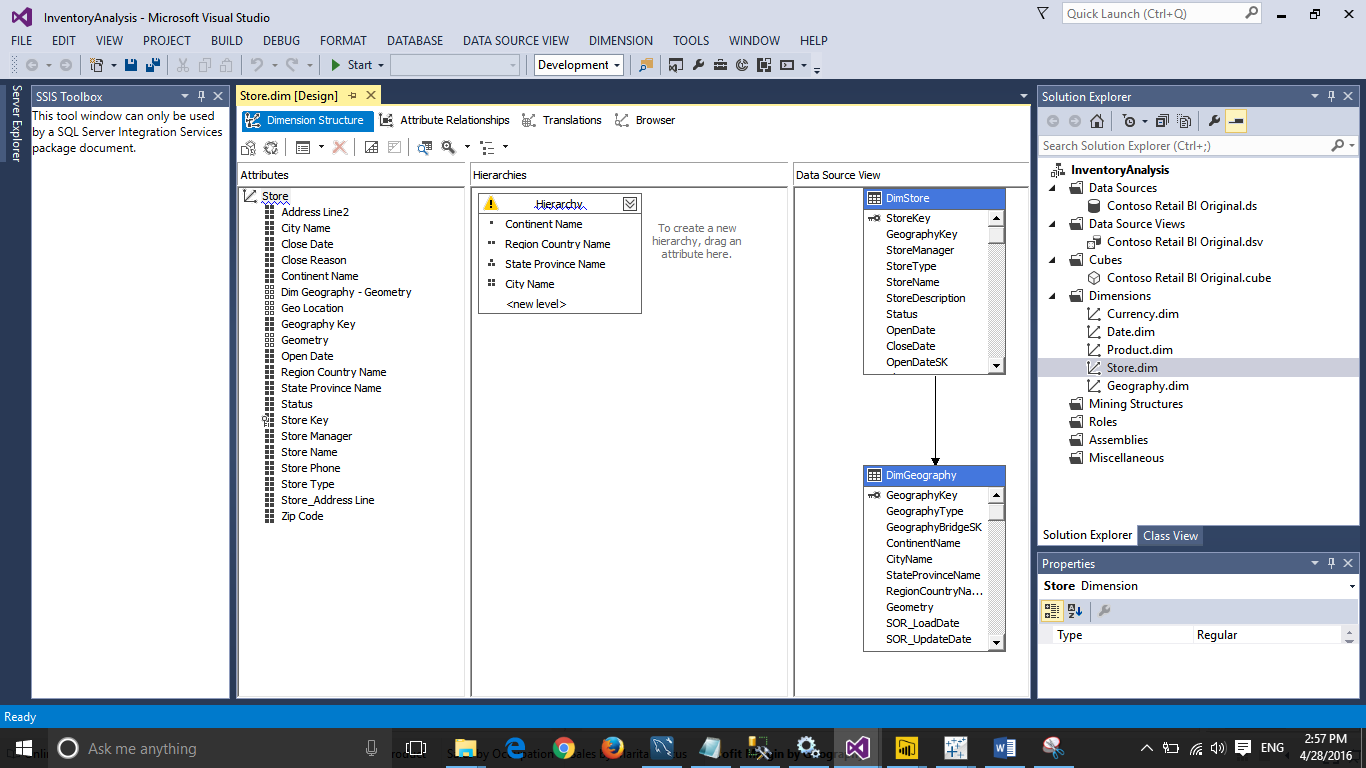 InventoryAnalysis - Microsoft Visual Studio
Quick Launch (Ctrl+Q)
FILE EDIT VIEW PROJECT BUILD DEBUG FORMAT DATABASE DATA SOURCE VIEW DIMENSION TOOLS WINDOW HELP
Start Development
Server Explorer
SSIS Toolbox
This tool window can only be used
by a SQL Server Integration Services
package document.
Store.dim [Design]
Dimension Structure Attribute Relationships Translations Browser
Attributes
Store
Address Line2
City Name
Close Date
Close Reason
Continent Name
Dim Geography - Geometry
Geo Location
Geography Key
Geometry
Open Date
Region Country Name
State Province Name
Status
Store Key
Store Manager
Store Name
Store Phone
Store Type
Store_Address Line
Zip Code
Hierarchies
Hierarchy
Continent Name
Region Country Name
State Province Name
City Name
<new level>
To create a new
hierarchy, drag an
attribute here.
Data Source View
DimStore
StoreKey
GeographyKey
StoreManager
StoreType
StoreName
StoreDescription
Status
OpenDate
CloseDate
OpenDateSK
DimGeography
GeographyKey
GeographyType
GeographyBridgeSK
ContinentName
CityName
StateProvinceName
RegionCountryNa...
Geometry
SOR_LoadDate
SOR_UpdateDate
Solution Explorer
Search Solution Explorer (Ctrl+;)
InventoryAnalysis
Data Sources
Contoso Retail BI Original.ds
Data Source Views
Contoso Retail BI Original.dsv
Cubes
Contoso Retail BI Original.cube
Dimensions
Currency.dim
Date.dim
Product.dim
Store.dim
Geography.dim
Mining Structures
Roles
Assemblies
Miscellaneous
Solution Explorer Class View
Properties
Store Dimension
Type Regular
Ready
Ask me anything
ENG
2:57 PM
4/28/2016